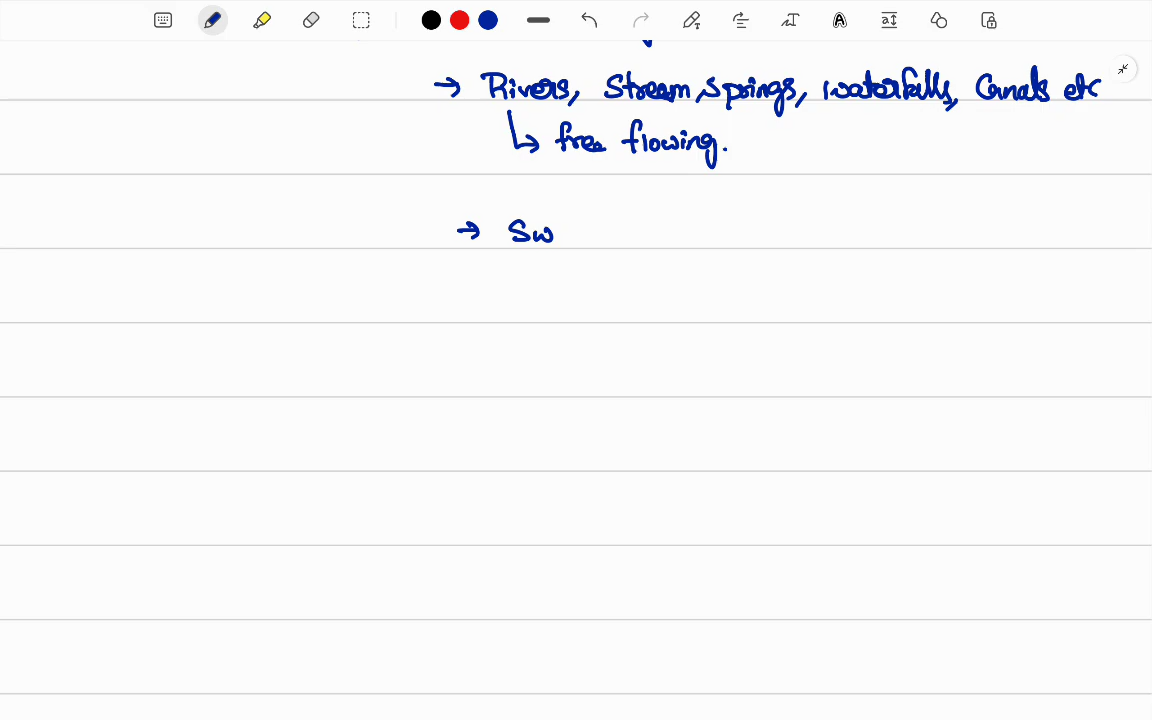 → Rivers, Stream, springs, waterfalls, Canals etc
↳ free flowing.
→ Sw